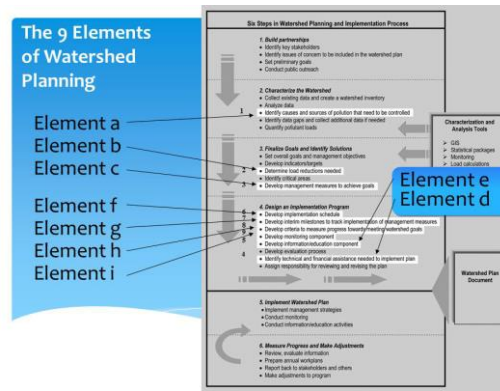 The 9 Elements
of Watershed
Planning
Element a
Element b
Element c
Element f
Element g
Element h
Element i
Six Steps in Watershed Planning and Implementation Process
1. Build partnerships
• Identify key stakeholders
• Identify issues of concern to be included in the watershed plan
• Set preliminary goals
• Conduct public outreach
2. Characterize the Watershed
• Collect existing data and create a watershed inventory
• Analyze data
1
• Identify causes and sources of pollution that need to be controlled
• Identify data gaps and collect additional data if needed
• Quantify pollutant loads
3. Finalize Goals and Identify Solutions
• Set overall goals and management objectives
• Develop indicators/targets
2
• Determine load reductions needed
• Identify critical areas
3
• Develop management measures to achieve goals
4. Design an Implementation Program
6
• Develop implementation schedule
7
• Develop interim milestones to track implementation of management measures
8
• Develop criteria to measure progress towards meeting watershed goals
9
• Develop monitoring component
• Develop information/education component
• Develop evaluation process
4
• Identify technical and financial assistance needed to implement plan
• Assign responsibility for reviewing and revising the plan
5. Implement Watershed Plan
• Implement management strategies
• Conduct monitoring
• Conduct information/education activities
6. Measure Progress and Make Adjustments
• Review, evaluate information
• Prepare annual workplans
• Report back to stakeholders and others
• Make adjustments to program
Characterization and
Analysis Tools
➢ GIS
➢ Statistical packages
➢ Monitoring
➢ Load calculations
Element e
Element d
Watershed Plan
Document